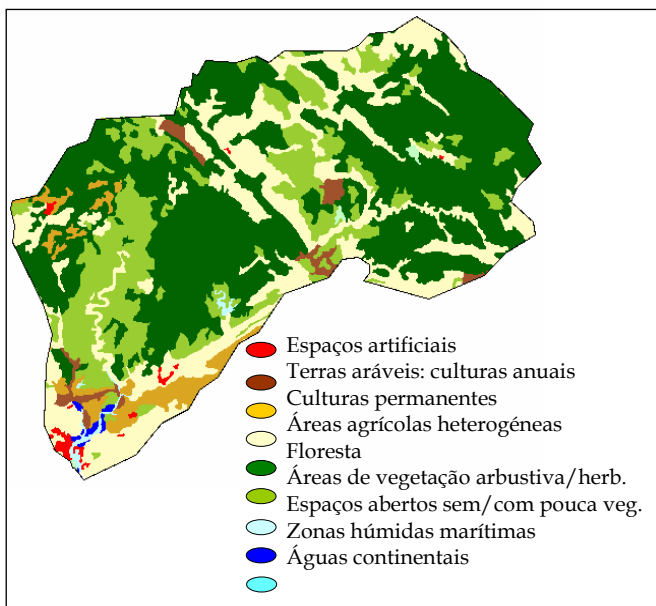 Espaços artificiais
Terras aráveis: culturas anuais
Culturas permanentes
Áreas agrícolas heterogéneas
Floresta
Áreas de vegetação arbustiva/herb.
Espaços abertos sem/com pouca veg.
Zonas húmidas marítimas
Águas continentais